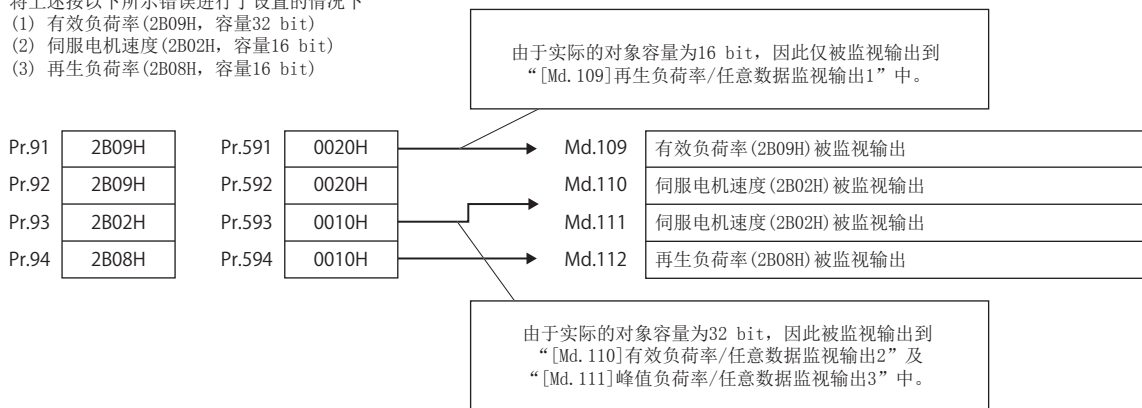 将上述按以下所示错误进行了设置的情况下
(1) 有效负荷率(2B09H，容量32 bit)
(2) 伺服电机速度(2B02H，容量16 bit)
(3) 再生负荷率(2B08H，容量16 bit)
由于实际的对象容量为16 bit，因此仅被监视输出到
“[Md.109]再生负荷率/任意数据监视输出1”中。
Pr.91 2B09H Pr.591 0020H Md.109 有效负荷率(2B09H)被监视输出
Pr.92 2B09H Pr.592 0020H Md.110 伺服电机速度(2B02H)被监视输出
Pr.93 2B02H Pr.593 0010H Md.111 伺服电机速度(2B02H)被监视输出
Pr.94 2B08H Pr.594 0010H Md.112 再生负荷率(2B08H)被监视输出
由于实际的对象容量为32 bit，因此被监视输出到
“[Md.110]有效负荷率/任意数据监视输出2”及
“[Md.111]峰值负荷率/任意数据监视输出3”中。